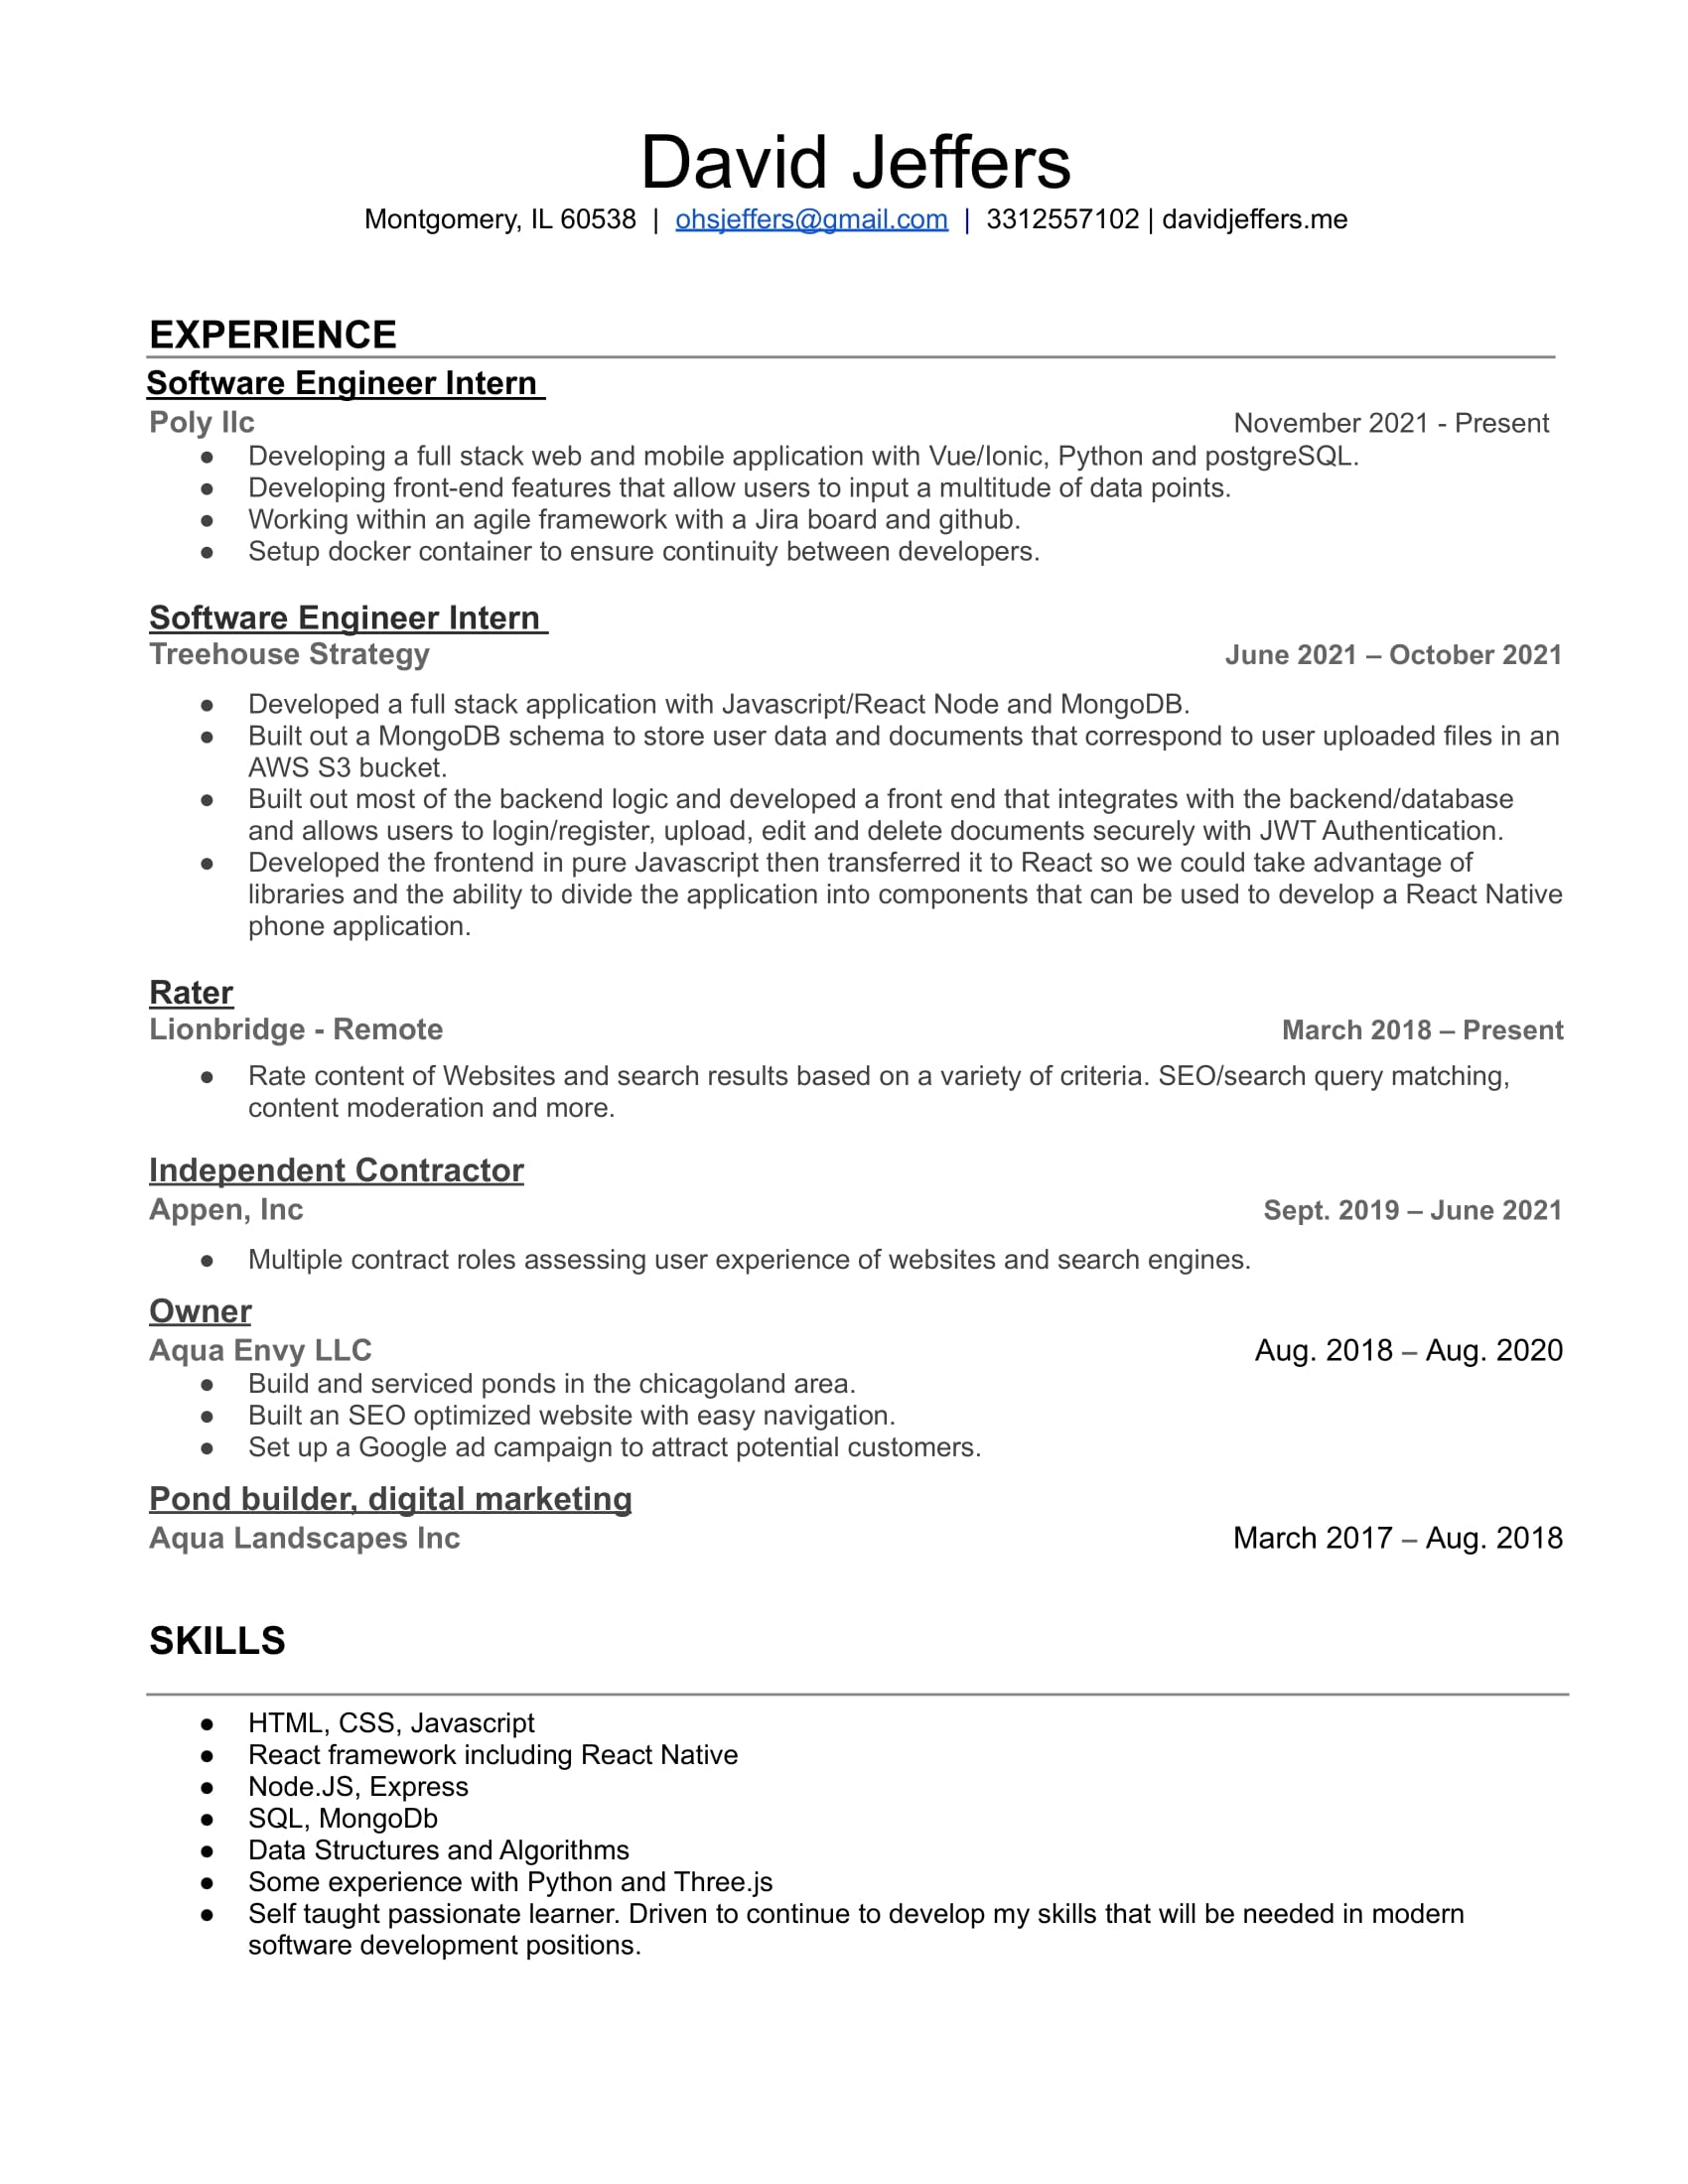 David Jeffers
Montgomery, IL 60538 | ohsjeffers@gmail.com | 3312557102 | davidjeffers.me
EXPERIENCE
Software Engineer Intern
Poly llc November 2021 - Present
● Developing a full stack web and mobile application with Vue/Ionic, Python and postgreSQL.
● Developing front-end features that allow users to input a multitude of data points.
● Working within an agile framework with a Jira board and github.
● Setup docker container to ensure continuity between developers.
Software Engineer Intern
Treehouse Strategy June 2021 – October 2021
● Developed a full stack application with Javascript/React Node and MongoDB.
● Built out a MongoDB schema to store user data and documents that correspond to user uploaded files in an
AWS S3 bucket.
● Built out most of the backend logic and developed a front end that integrates with the backend/database
and allows users to login/register, upload, edit and delete documents securely with JWT Authentication.
● Developed the frontend in pure Javascript then transferred it to React so we could take advantage of
libraries and the ability to divide the application into components that can be used to develop a React Native
phone application.
Rater
Lionbridge - Remote March 2018 – Present
● Rate content of Websites and search results based on a variety of criteria. SEO/search query matching,
content moderation and more.
Independent Contractor
Appen, Inc Sept. 2019 – June 2021
● Multiple contract roles assessing user experience of websites and search engines.
Owner
Aqua Envy LLC Aug. 2018 – Aug. 2020
● Build and serviced ponds in the chicagoland area.
● Built an SEO optimized website with easy navigation.
● Set up a Google ad campaign to attract potential customers.
Pond builder, digital marketing
Aqua Landscapes Inc March 2017 – Aug. 2018
SKILLS
● HTML, CSS, Javascript
● React framework including React Native
● Node.JS, Express
● SQL, MongoDb
● Data Structures and Algorithms
● Some experience with Python and Three.js
● Self taught passionate learner. Driven to continue to develop my skills that will be needed in modern
software development positions.